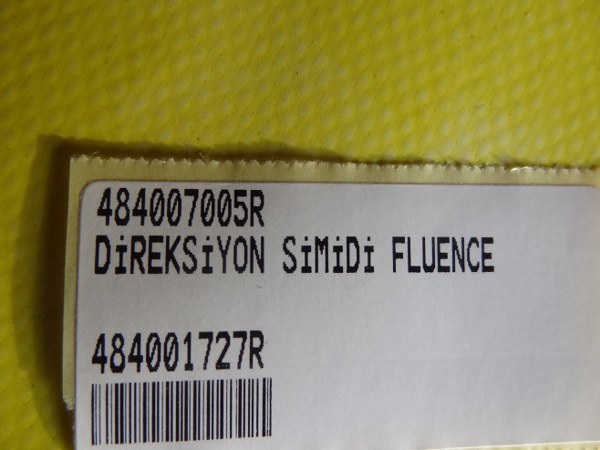 484007005R
DİREKSİYON SİMİDİ FLUENCE
484001727R